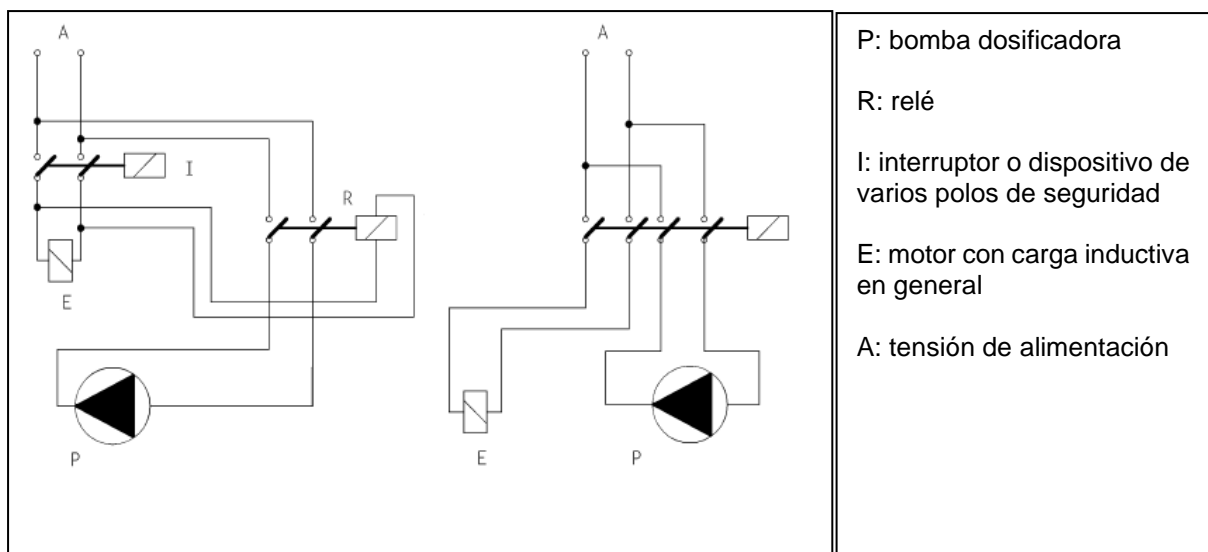 A
I
R
E
P
A
E
P
P: bomba dosificadora
R: relé
I: interruptor o dispositivo de
varios polos de seguridad
E: motor con carga inductiva
en general
A: tensión de alimentación